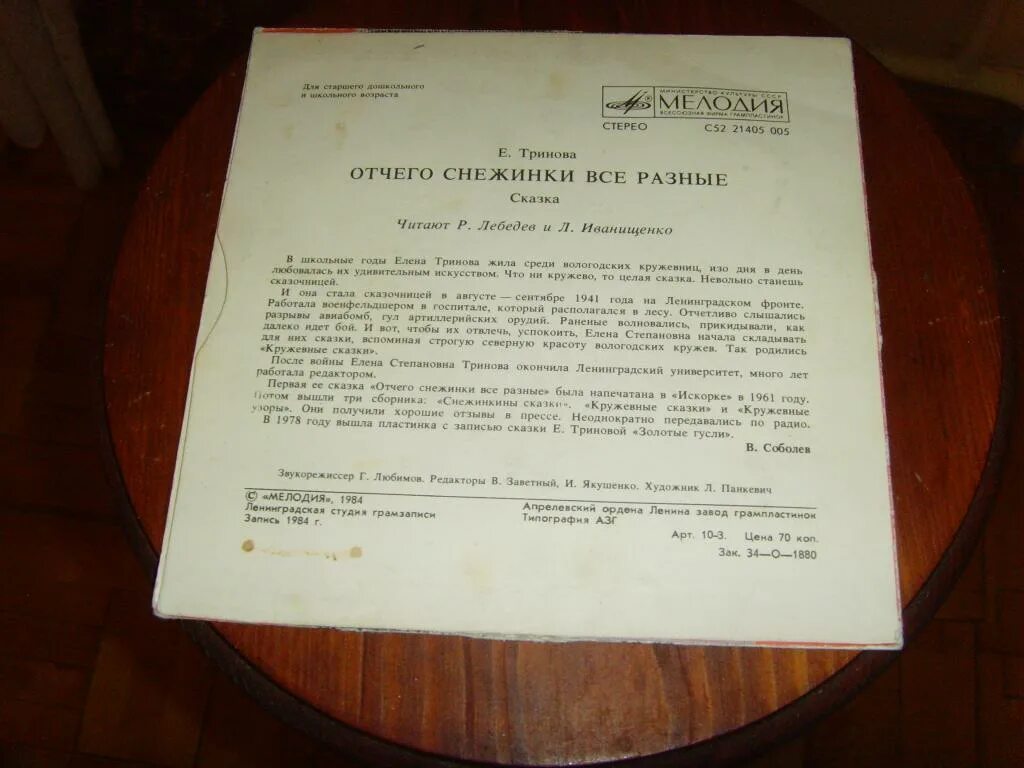 Для старшего дошкольного
и школьного возраста
МИНИСТЕРСТВО КУЛЬТУРЫ СССР
МЕЛОДИЯ
ВСЕСОЮЗНАЯ ФИРМА ГРАМПЛАСТИНОК
СТЕРЕО С52 21405 005
Е. Тринова
ОТЧЕГО СНЕЖИНКИ ВСЕ РАЗНЫЕ
Сказка
Читают Р. Лебедев и Л. Иванищенко
В школьные годы Елена Тринова жила среди вологодских кружевниц, изо дня в день
любовалась их удивительным искусством. Что ни кружево, то целая сказка. Невольно станешь
сказочницей.
И она стала сказочницей в августе — сентябре 1941 года на Ленинградском фронте.
Работала военфельдшером в госпитале, который располагался в лесу. Отчетливо слышались
разрывы авиабомб, гул артиллерийских орудий. Раненые волновались, прикидывали, как
далеко идет бой. И вот, чтобы их отвлечь, успокоить, Елена Степановна начала складывать
для них сказки, вспоминая строгую северную красоту вологодских кружев. Так родились
«Кружевные сказки».
После войны Елена Степановна Тринова окончила Ленинградский университет, много лет
работала редактором.
Первая ее сказка «Отчего снежинки все разные» была напечатана в «Искорке» в 1961 году.
Потом вышли три сборника: «Снежинкины сказки», «Кружевные сказки» и «Кружевные
узоры». Они получили хорошие отзывы в прессе. Неоднократно передавались по радио.
В 1978 году вышла пластинка с записью сказки Е. Триновой «Золотые гусли».
В. Соболев
Звукорежиссер Г. Любимов. Редакторы В. Заветный, И. Якушенко. Художник Л. Панкевич
© «МЕЛОДИЯ», 1984
Ленинградская студия грамзаписи
Запись 1984 г.
Апрелевский ордена Ленина завод грампластинок
Типография АЗГ
Арт. 10-3. Цена 70 коп.
Зак. 34—О—1880